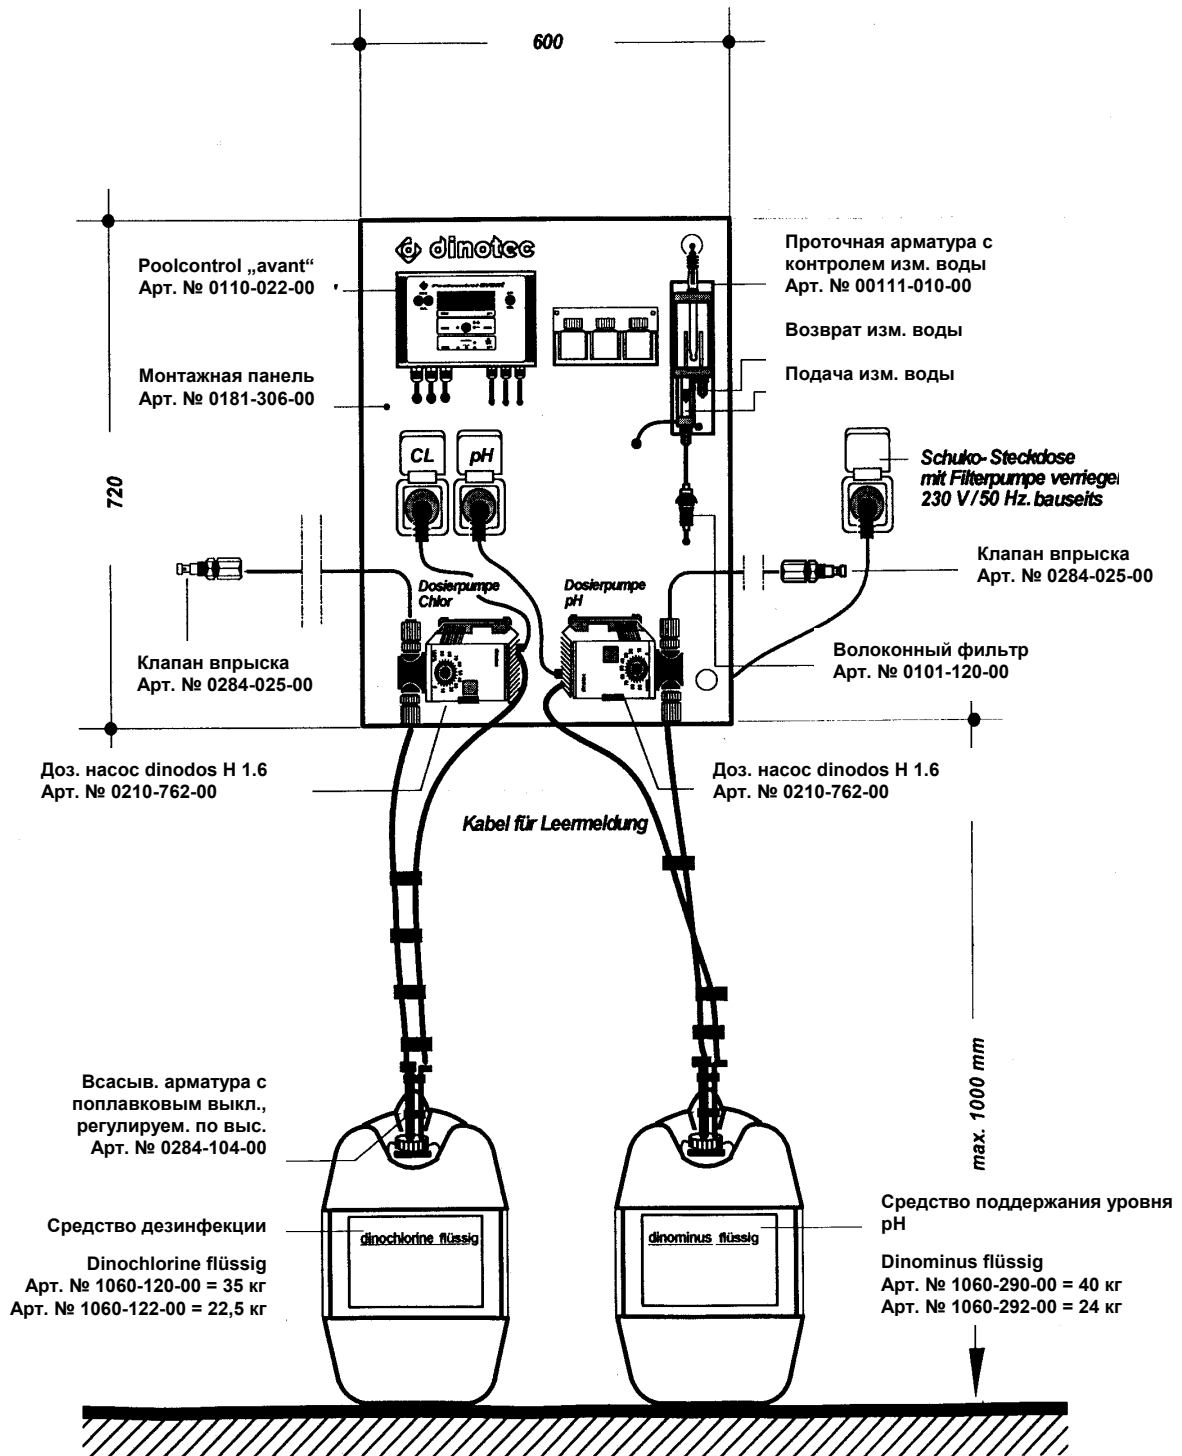 600
dinotec
Poolcontrol „avant“
Арт. № 0110-022-00
Монтажная панель
Арт. № 0181-306-00
Проточная арматура с
контролем изм. воды
Арт. № 00111-010-00
Возврат изм. воды
Подача изм. воды
720
CL
pH
Schuko-Steckdose
mit Filterpumpe verriegel
230 V/50 Hz. bauseits
Клапан впрыска
Арт. № 0284-025-00
Dosierpumpe
Chlor
Dosierpumpe
pH
Клапан впрыска
Арт. № 0284-025-00
Волоконный фильтр
Арт. № 0101-120-00
Доз. насос dinodos H 1.6
Арт. № 0210-762-00
Доз. насос dinodos H 1.6
Арт. № 0210-762-00
Kabel für Leermeldung
max. 1000 mm
Всасыв. арматура с
поплавковым выкл.,
регулируем. по выс.
Арт. № 0284-104-00
Средство дезинфекции
Dinochlorine flüssig
Арт. № 1060-120-00 = 35 кг
Арт. № 1060-122-00 = 22,5 кг
dinochlorine flüssig
dinominus flüssig
Средство поддержания уровня
pH
Dinominus flüssig
Арт. № 1060-290-00 = 40 кг
Арт. № 1060-292-00 = 24 кг